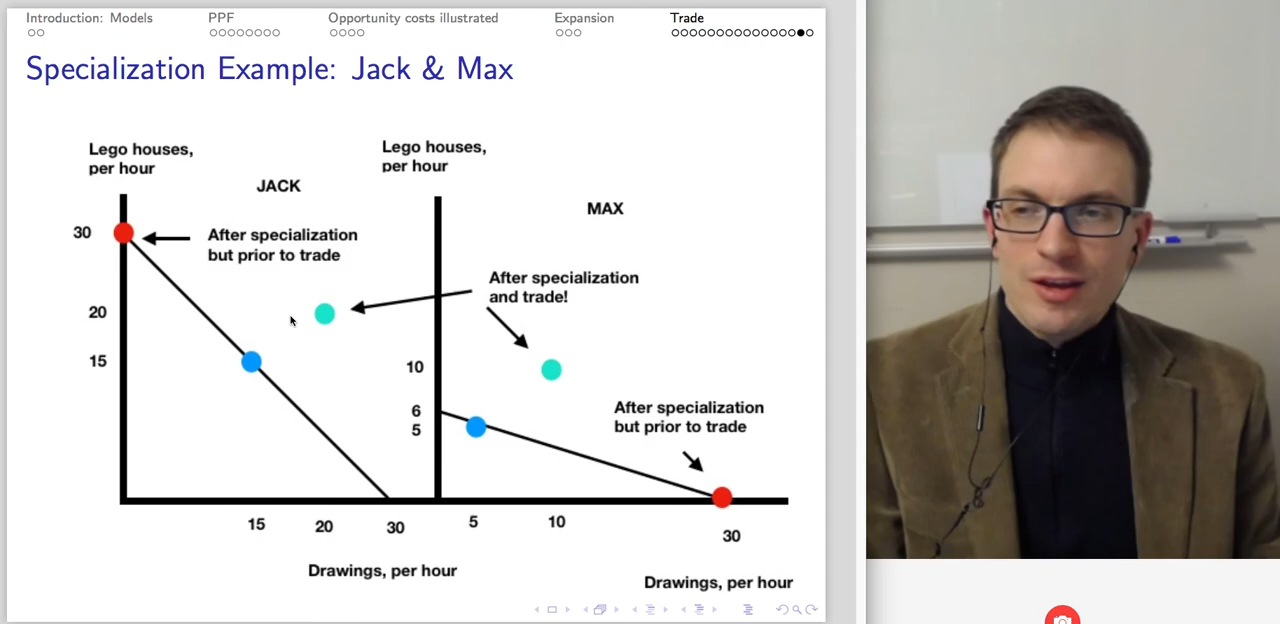 Introduction: Models PPF Opportunity costs illustrated Expansion Trade
Specialization Example: Jack & Max
Lego houses,
per hour
JACK
30
After specialization
but prior to trade
20
15
15 20 30
Drawings, per hour
Lego houses,
per hour
MAX
After specialization
and trade!
10
6
5
After specialization
but prior to trade
5 10 30
Drawings, per hour